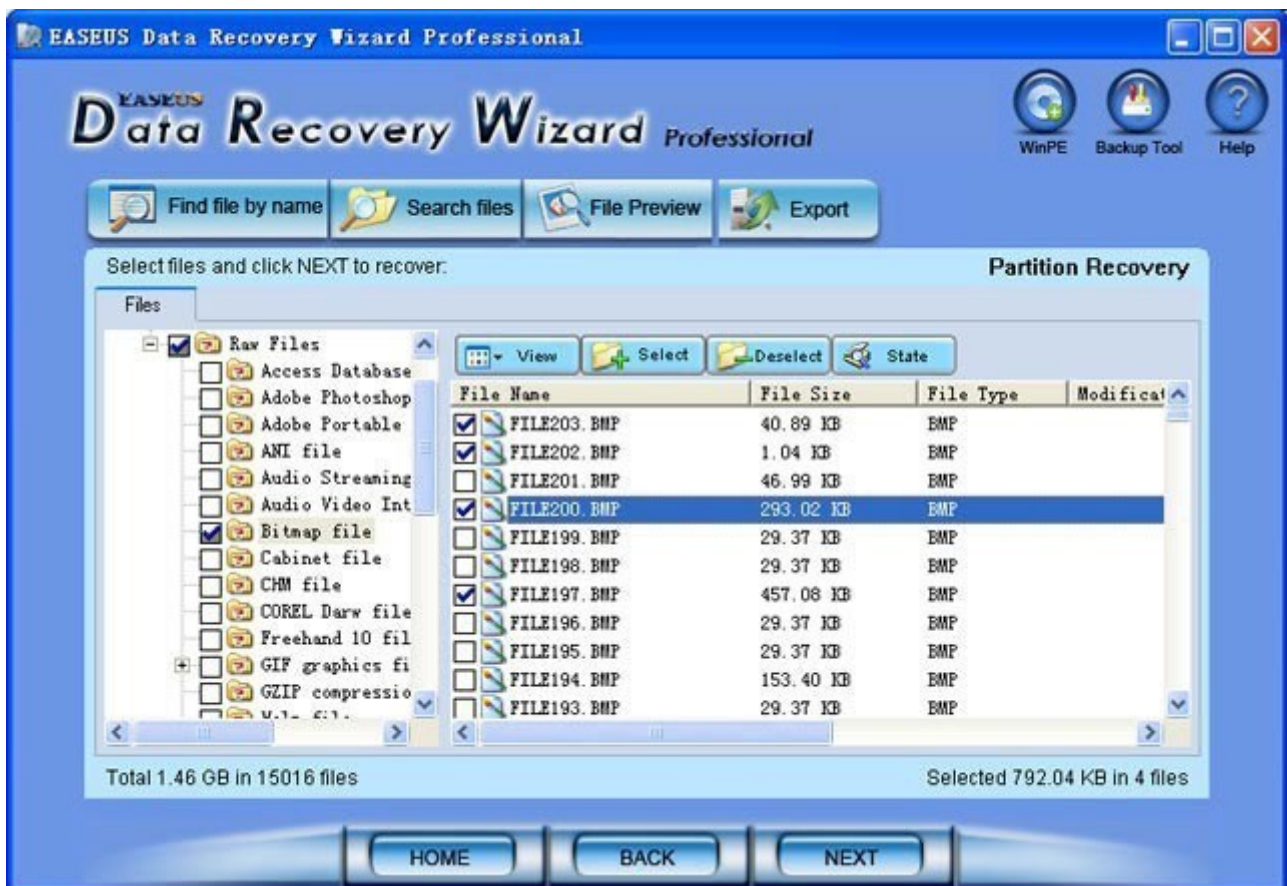 EASEUS Data Recovery Wizard Professional
EASEUS
Data Recovery Wizard Professional
WinPE Backup Tool Help
Find file by name Search files File Preview Export
Select files and click NEXT to recover: Partition Recovery
Files
Raw Files
Access Database
Adobe Photoshop
Adobe Portable
ANI file
Audio Streaming
Audio Video Int
Bitmap file
Cabinet file
CHM file
COREL Darw file
Freehand 10 fil
GIF graphics fi
GZIP compressio
View Select Deselect State
File Name File Size File Type Modificat
FILE203.BMP 40.89 KB BMP
FILE202.BMP 1.04 KB BMP
FILE201.BMP 46.99 KB BMP
FILE200.BMP 293.02 KB BMP
FILE199.BMP 29.37 KB BMP
FILE198.BMP 29.37 KB BMP
FILE197.BMP 457.08 KB BMP
FILE196.BMP 29.37 KB BMP
FILE195.BMP 29.37 KB BMP
FILE194.BMP 153.40 KB BMP
FILE193.BMP 29.37 KB BMP
Total 1.46 GB in 15016 files Selected 792.04 KB in 4 files
HOME BACK NEXT